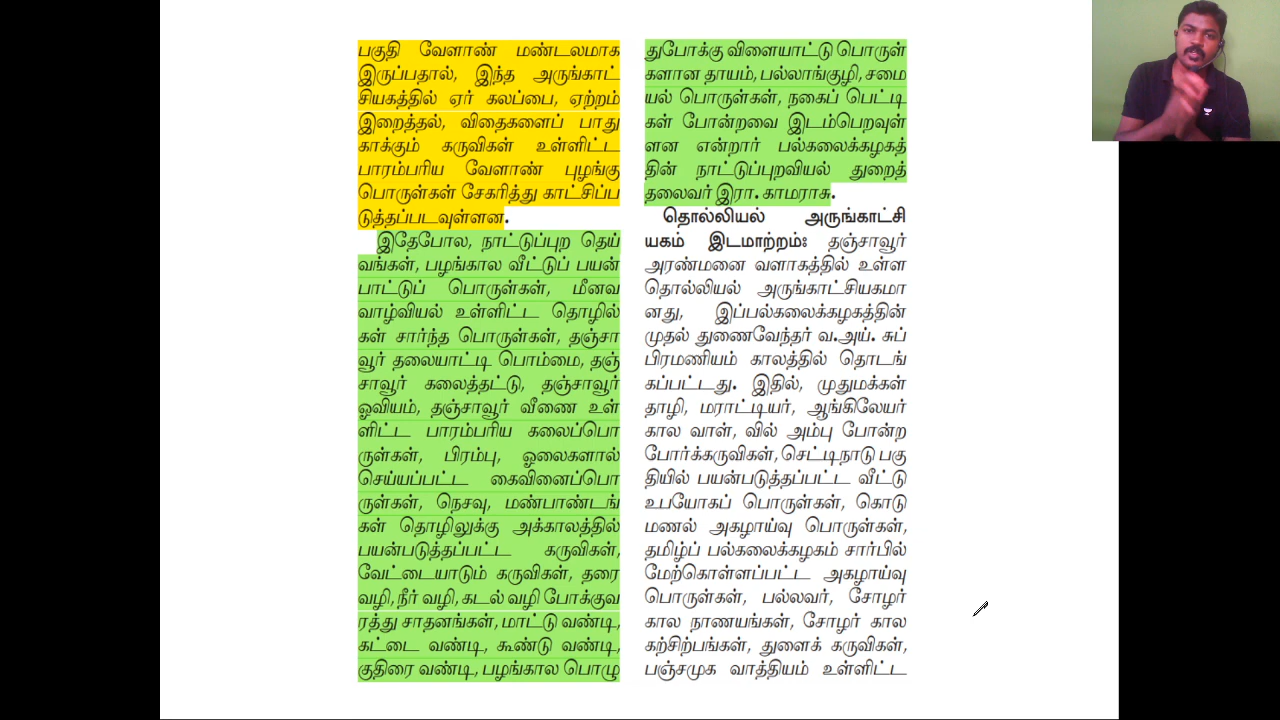 பகுதி வேளாண் மண்டலமாக
இருப்பதால், இந்த அருங்காட்
சியகத்தில் ஏர் கலப்பை, ஏற்றம்
இறைத்தல், விதைகளைப் பாது
காக்கும் கருவிகள் உள்ளிட்ட
பாரம்பரிய வேளாண் புழங்கு
பொருள்கள் சேகரித்து காட்சிப்ப
டுத்தப்படவுள்ளன.
இதேபோல, நாட்டுப்புற தெய்
வங்கள், பழங்கால வீட்டுப் பயன்
பாட்டுப் பொருள்கள், மீனவ
வாழ்வியல் உள்ளிட்ட தொழில்
கள் சார்ந்த பொருள்கள், தஞ்சா
வூர் தலையாட்டி பொம்மை, தஞ்
சாவூர் கலைத்தட்டு, தஞ்சாவூர்
ஓவியம், தஞ்சாவூர் வீணை உள்
ளிட்ட பாரம்பரிய கலைப்பொ
ருள்கள், பிரம்பு, ஓலைகளால்
செய்யப்பட்ட கைவினைப்பொ
ருள்கள், நெசவு, மண்பாண்டங்
கள் தொழிலுக்கு அக்காலத்தில்
பயன்படுத்தப்பட்ட கருவிகள்,
வேட்டையாடும் கருவிகள், தரை
வழி, நீர் வழி, கடல் வழி போக்குவ
ரத்து சாதனங்கள், மாட்டு வண்டி,
கட்டை வண்டி, கூண்டு வண்டி,
குதிரை வண்டி, பழங்கால பொழு
துபோக்கு விளையாட்டு பொருள்
களான தாயம், பல்லாங்குழி, சமை
யல் பொருள்கள், நகைப் பெட்டி
கள் போன்றவை இடம்பெறவுள்
ளன என்றார் பல்கலைக்கழகத்
தின் நாட்டுப்புறவியல் துறைத்
தலைவர் இரா. காமராசு.
தொல்லியல் அருங்காட்சி
யகம் இடமாற்றம்: தஞ்சாவூர்
அரண்மனை வளாகத்தில் உள்ள
தொல்லியல் அருங்காட்சியகமா
னது, இப்பல்கலைக்கழகத்தின்
முதல் துணைவேந்தர் வ.அய். சுப்
பிரமணியம் காலத்தில் தொடங்
கப்பட்டது. இதில், முதுமக்கள்
தாழி, மராட்டியர், ஆங்கிலேயர்
கால வாள், வில் அம்பு போன்ற
போர்க்கருவிகள், செட்டிநாடு பகு
தியில் பயன்படுத்தப்பட்ட வீட்டு
உபயோகப் பொருள்கள், கொடு
மணல் அகழாய்வு பொருள்கள்,
தமிழ்ப் பல்கலைக்கழகம் சார்பில்
மேற்கொள்ளப்பட்ட அகழாய்வு
பொருள்கள், பல்லவர், சோழர்
கால நாணயங்கள், சோழர் கால
கற்சிற்பங்கள், துளைக் கருவிகள்,
பஞ்சமுக வாத்தியம் உள்ளிட்ட